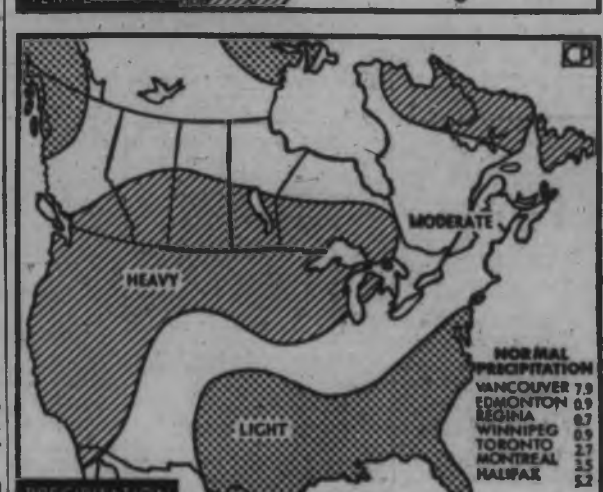 CP
MODERATE
HEAVY
LIGHT
NORMAL
PRECIPITATION
VANCOUVER 7.9
EDMONTON 0.9
REGINA 0.7
WINNIPEG 0.9
TORONTO 2.7
MONTREAL 3.5
HALIFAX 5.2